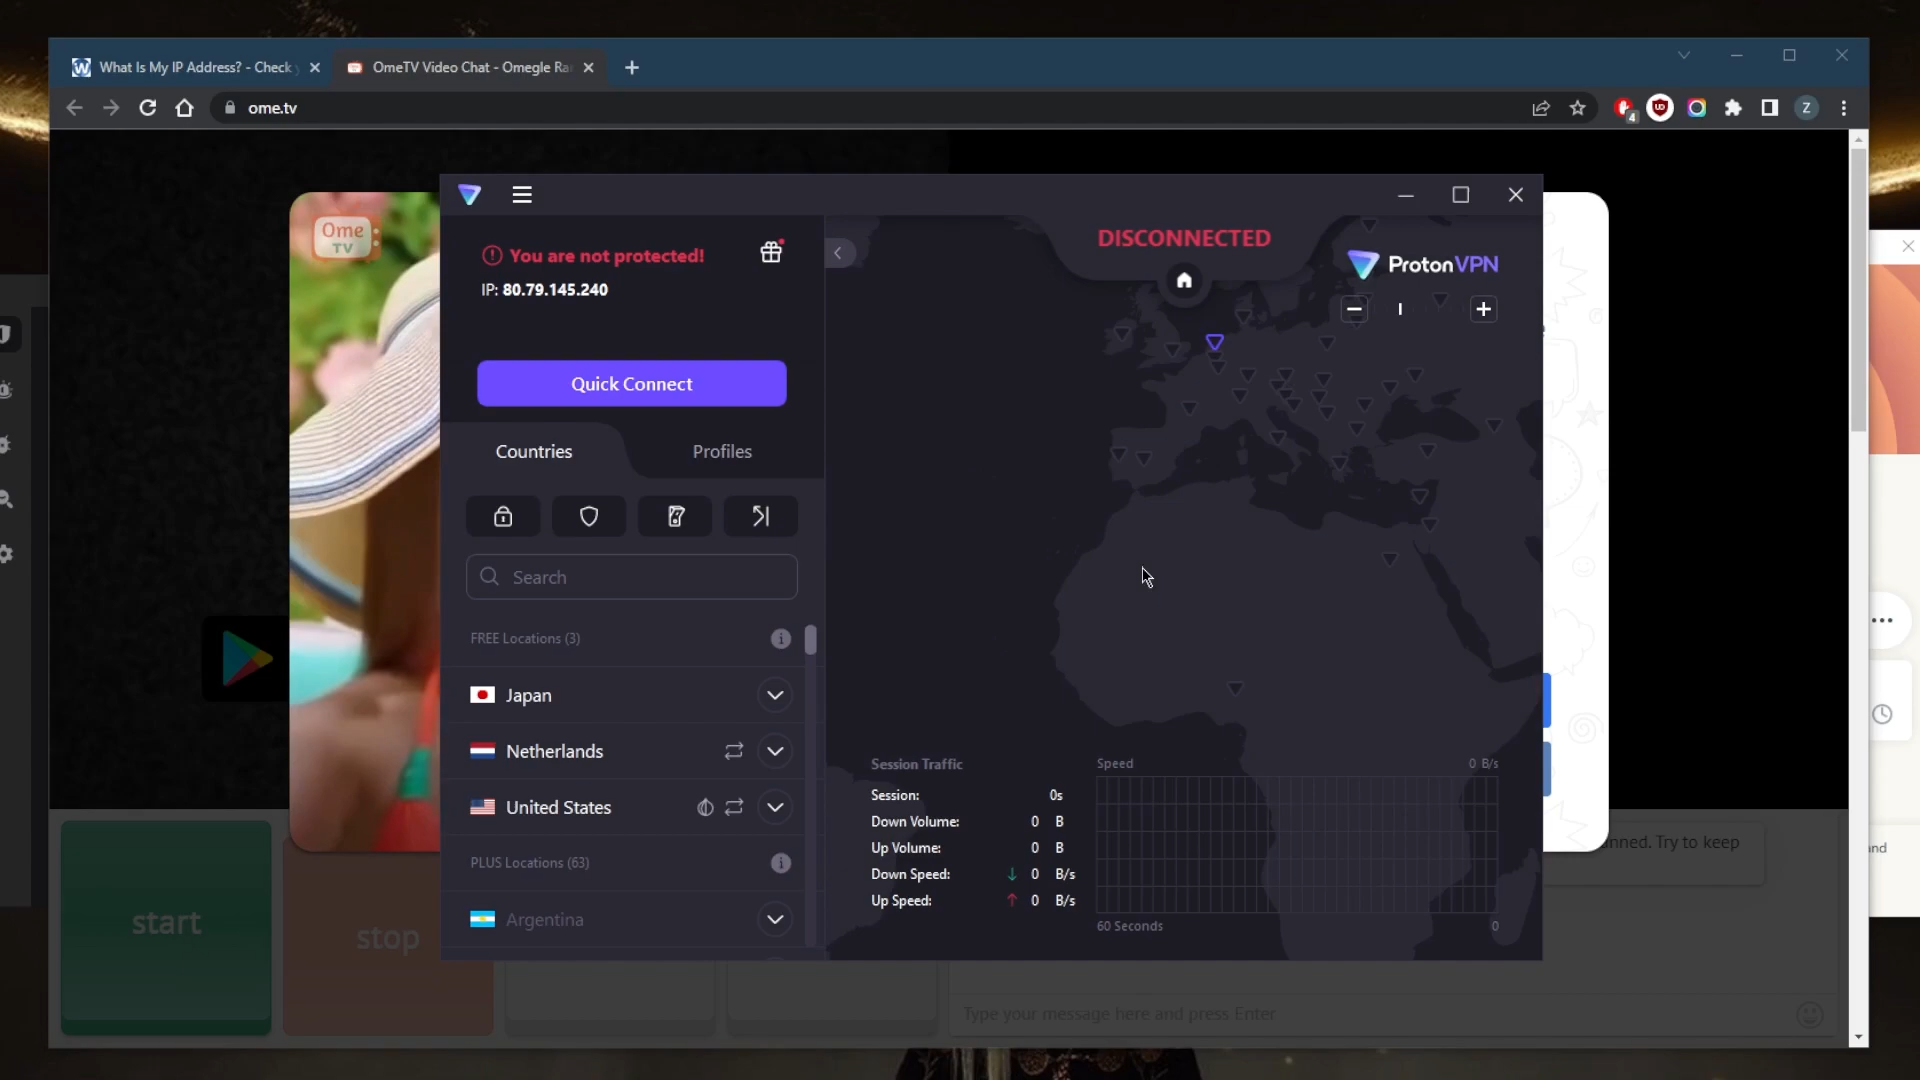 What Is My IP Address? - Check
OmeTV Video Chat - Omegle Ra
ome.tv
4
Z
Ome
TV
You are not protected!
IP: 80.79.145.240
DISCONNECTED
ProtonVPN
Quick Connect
Countries
Profiles
Search
FREE Locations (3)
Japan
Netherlands
United States
PLUS Locations (63)
Argentina
Session Traffic
Session: 0s
Down Volume: 0 B
Up Volume: 0 B
Down Speed: 0 B/s
Up Speed: 0 B/s
Speed
0 B/s
60 Seconds
0
start
stop
nned. Try to keep
Type your message here and press Enter
and